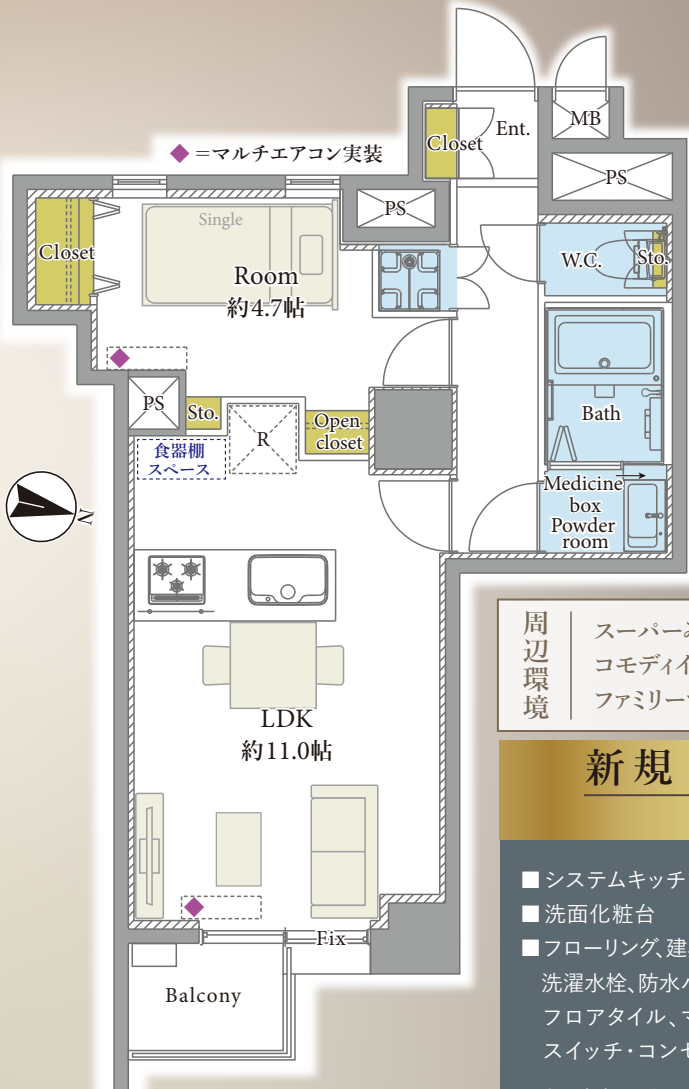 MB
Ent.
Closet
◆=マルチエアコン実装
PS
PS
Single
Closet
Room
約4.7帖
W.C.
Sto.
PS
Sto.
R
Open
closet
Bath
食器棚
スペース
Medicine
box
Powder
room
N
LDK
約11.0帖
Fix
Balcony
周辺環境
スーパーみ
コモディイ
ファミリーマ
新規
■システムキッチ
■洗面化粧台
■フローリング、建
洗濯水栓、防水パ
フロアタイル、マ
スイッチ・コンセ